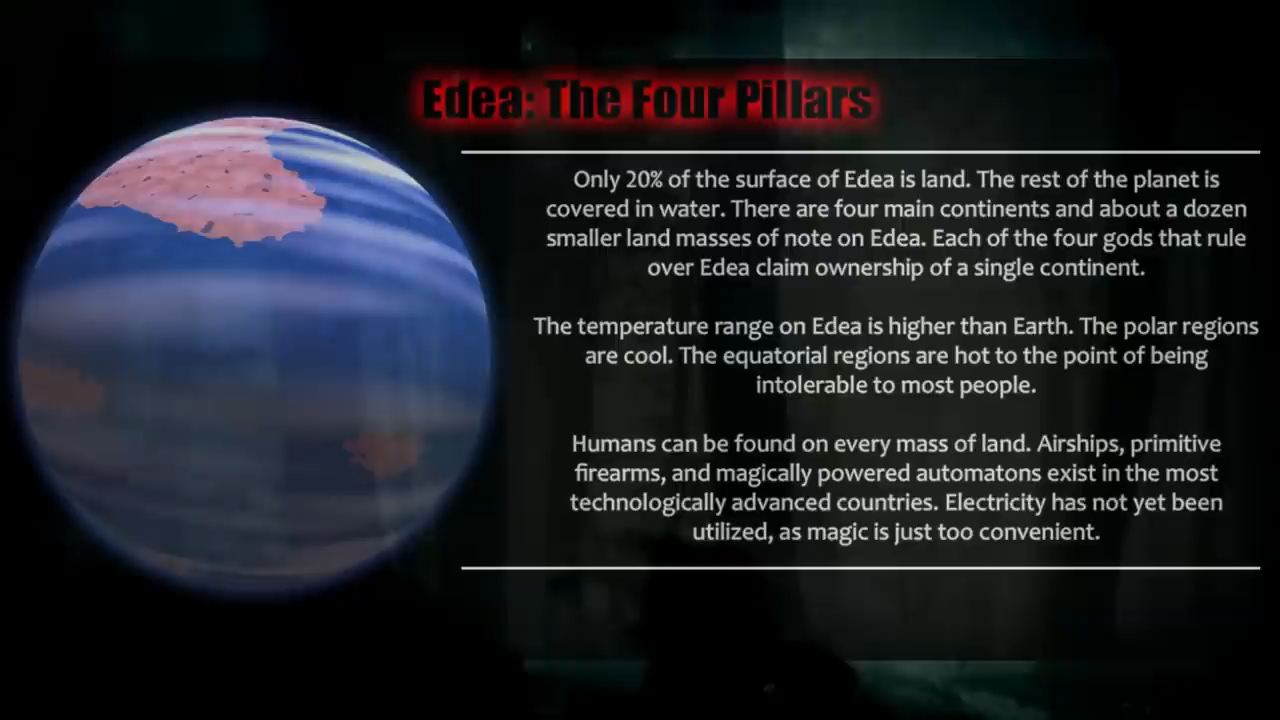 Edea: The Four Pillars
Only 20% of the surface of Edea is land. The rest of the planet is
covered in water. There are four main continents and about a dozen
smaller land masses of note on Edea. Each of the four gods that rule
over Edea claim ownership of a single continent.
The temperature range on Edea is higher than Earth. The polar regions
are cool. The equatorial regions are hot to the point of being
intolerable to most people.
Humans can be found on every mass of land. Airships, primitive
firearms, and magically powered automatons exist in the most
technologically advanced countries. Electricity has not yet been
utilized, as magic is just too convenient.